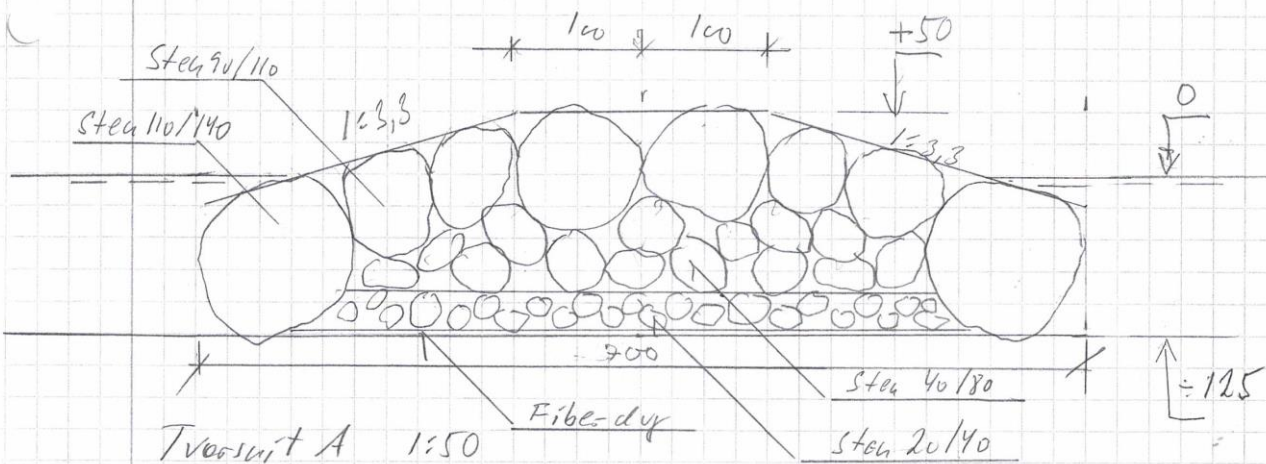 100 100
+50
0
Sten 90/110
Sten 110/140
1:3,3
1:3,3
700
Sten 40/80
÷125
Fiberdug
Sten 20/40
Tværsnit A 1:50